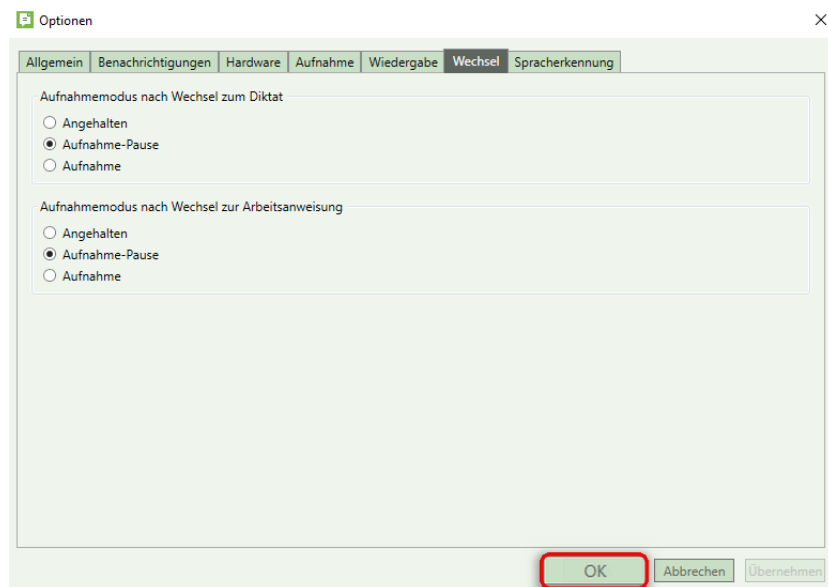 Optionen
Allgemein Benachrichtigungen Hardware Aufnahme Wiedergabe Wechsel Spracherkennung
Aufnahmemodus nach Wechsel zum Diktat
Angehalten
Aufnahme-Pause
Aufnahme
Aufnahmemodus nach Wechsel zur Arbeitsanweisung
Angehalten
Aufnahme-Pause
Aufnahme
OK Abbrechen Übernehmen